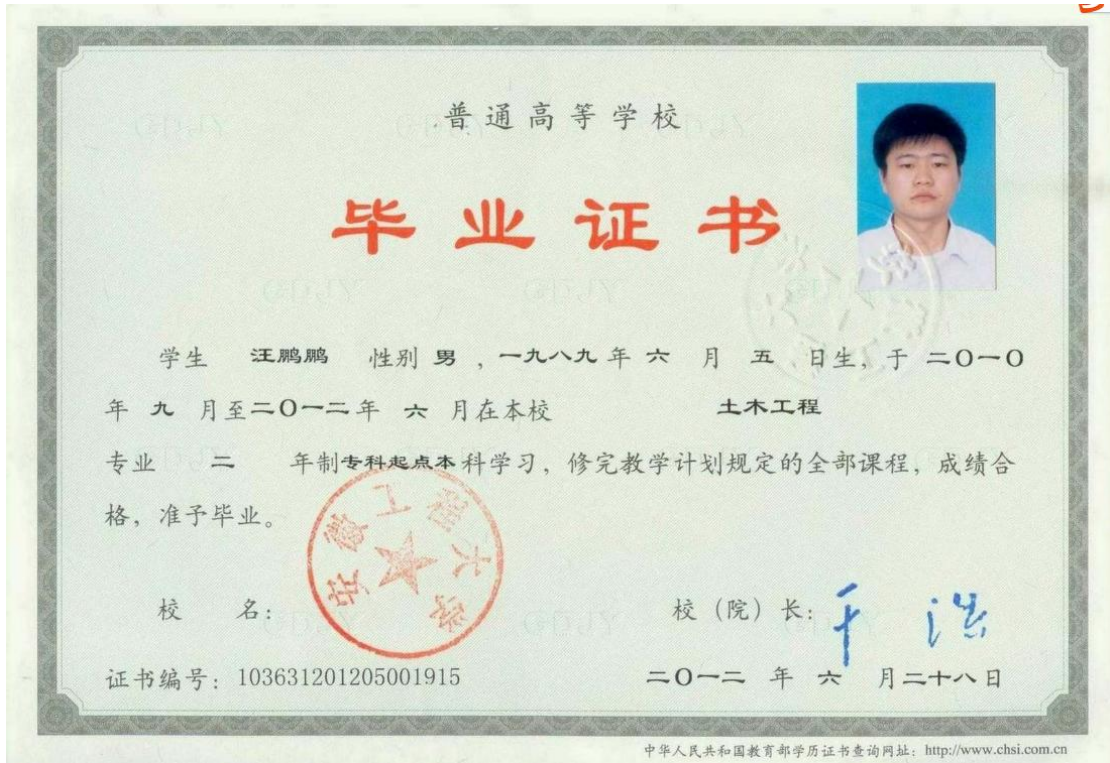 普通高等学校
毕业证书
学生 汪鹏鹏 性别 男 ，一九八九 年 六 月 五 日生，于 二〇一〇
年 九 月至二〇一二年 六 月在本校 土木工程
专业 二 年制专科起点本科学习，修完教学计划规定的全部课程，成绩合
格，准予毕业。
安徽工程大学
校 名： 校（院）长：
证书编号：103631201205001915 二〇一二 年 六 月二十八日
中华人民共和国教育部学历证书查询网址：http://www.chsi.com.cn